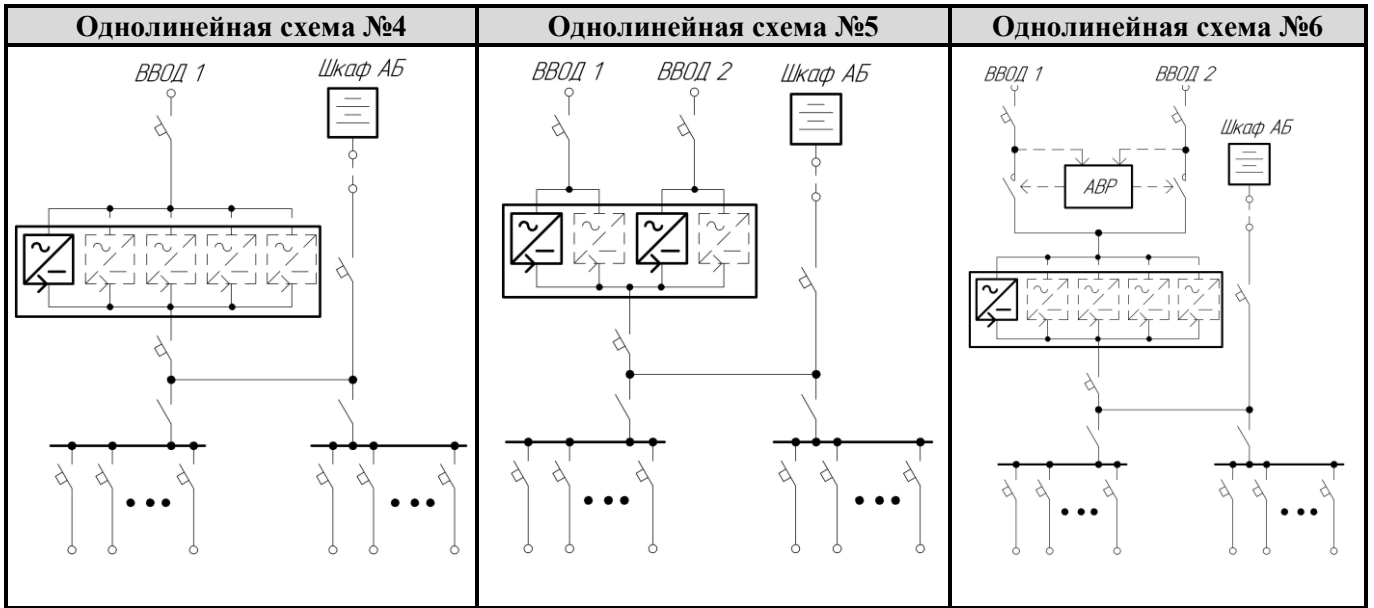 Однолинейная схема №4
Однолинейная схема №5
Однолинейная схема №6
ВВОД 1
Шкаф АБ
ВВОД 1
ВВОД 2
Шкаф АБ
ВВОД 1
ВВОД 2
Шкаф АБ
АВР